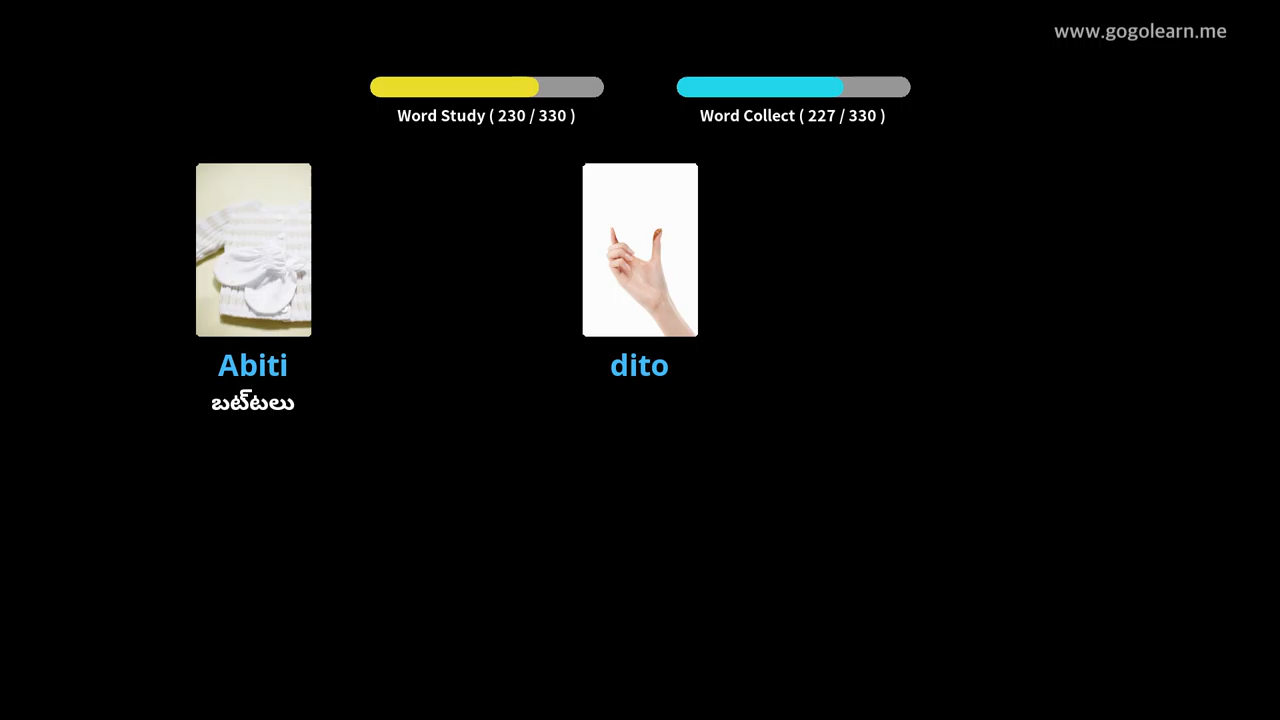 www.gogolearn.me
Word Study ( 230 / 330 )
Word Collect ( 227 / 330 )
Abiti
బట్టలు
dito